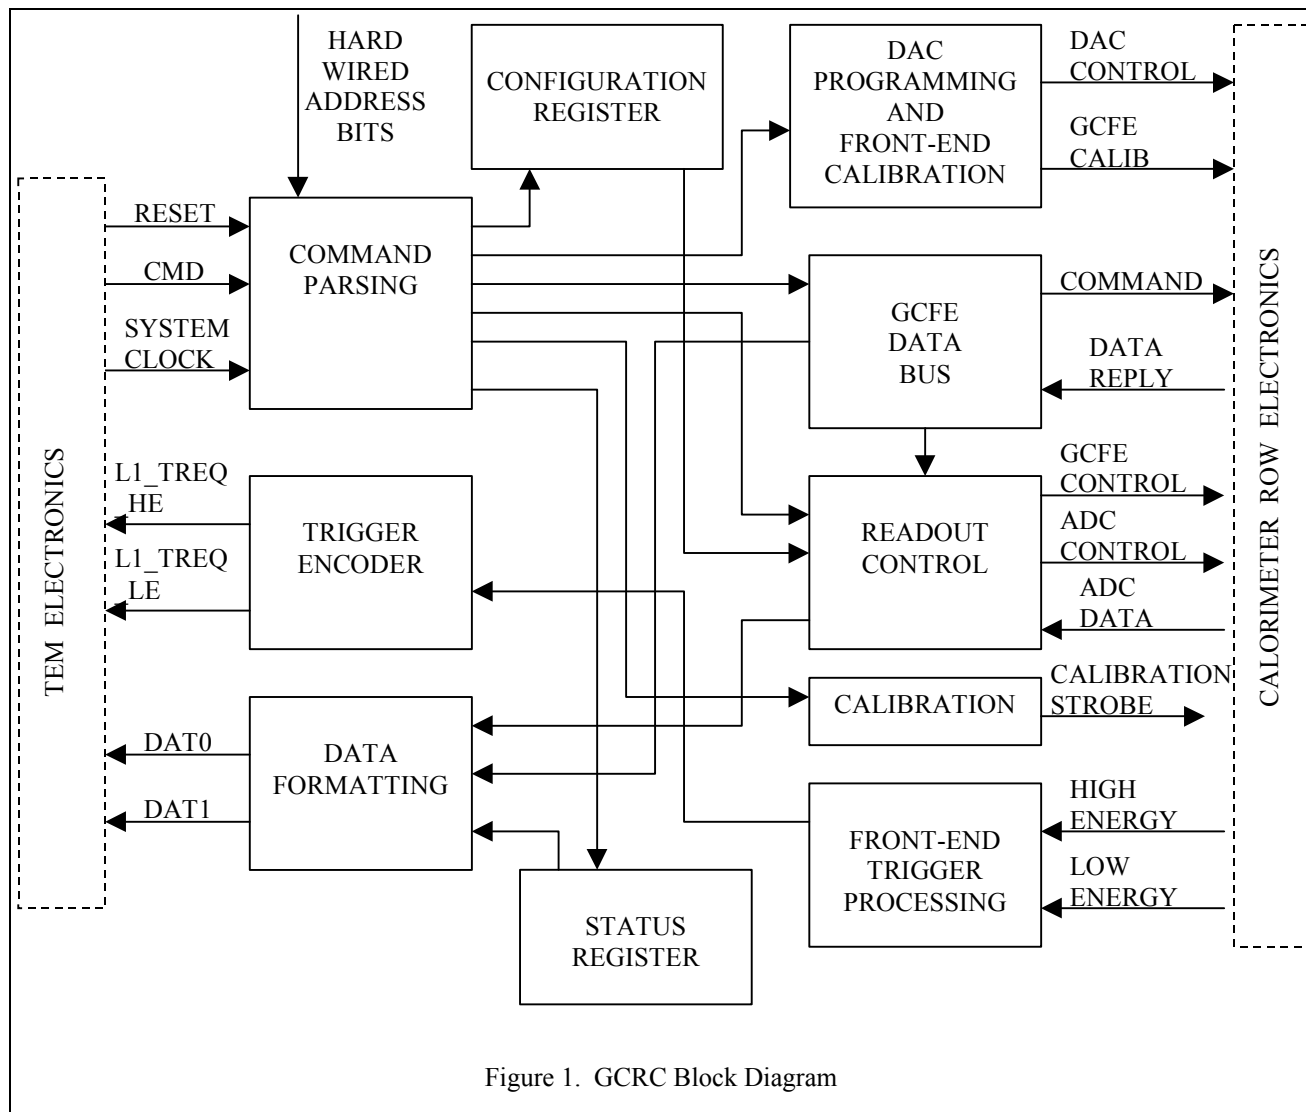 HARD
WIRED
ADDRESS
BITS
CONFIGURATION
REGISTER
DAC
PROGRAMMING
AND
FRONT-END
CALIBRATION
DAC
CONTROL
GCFE
CALIB
TEM ELECTRONICS
RESET
CMD
SYSTEM
CLOCK
COMMAND
PARSING
GCFE
DATA
BUS
COMMAND
DATA
REPLY
CALORIMETER ROW ELECTRONICS
L1_TREQ
_HE
L1_TREQ
_LE
TRIGGER
ENCODER
READOUT
CONTROL
GCFE
CONTROL
ADC
CONTROL
ADC
DATA
CALIBRATION
CALIBRATION
STROBE
DAT0
DAT1
DATA
FORMATTING
FRONT-END
TRIGGER
PROCESSING
HIGH
ENERGY
LOW
ENERGY
STATUS
REGISTER
Figure 1. GCRC Block Diagram